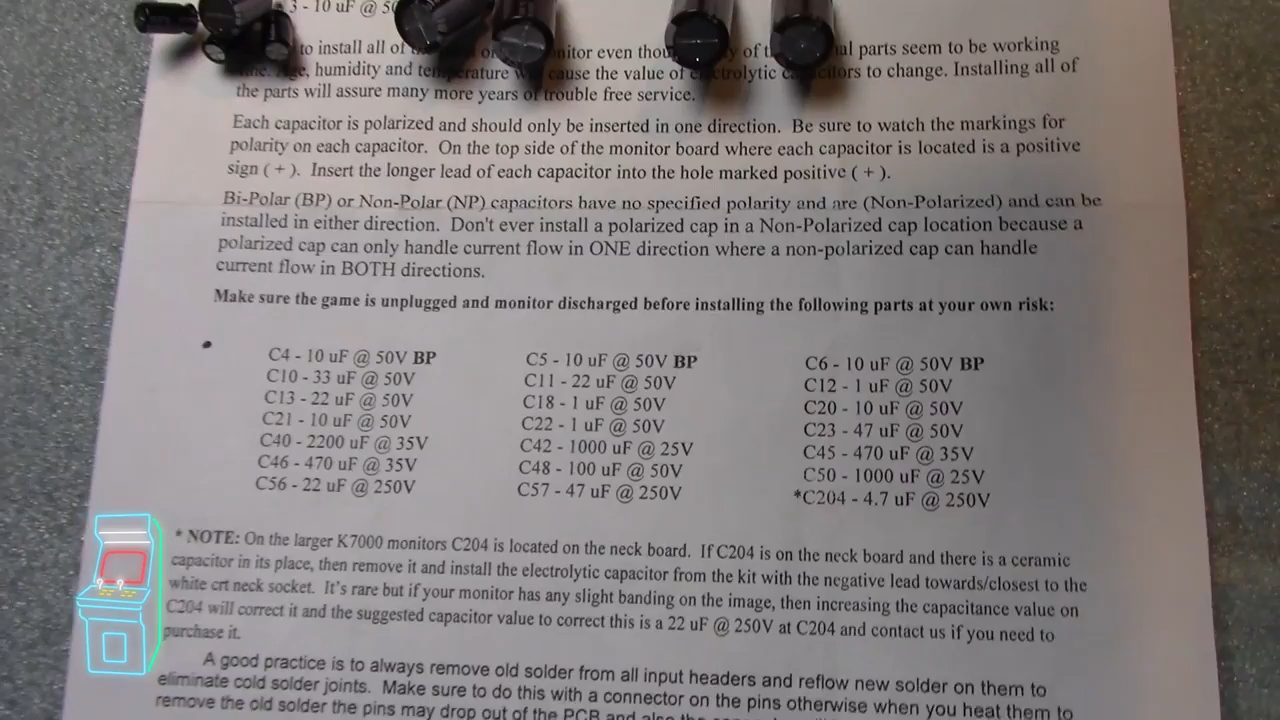 3 - 10 uF @ 50
to install all of or nitor even thou y of t al parts seem to be working
ge, humidity and temperature w cause the value of electrolytic capacitors to change. Installing all of
the parts will assure many more years of trouble free service.
Each capacitor is polarized and should only be inserted in one direction. Be sure to watch the markings for
polarity on each capacitor. On the top side of the monitor board where each capacitor is located is a positive
sign ( + ). Insert the longer lead of each capacitor into the hole marked positive ( + ).
Bi-Polar (BP) or Non-Polar (NP) capacitors have no specified polarity and are (Non-Polarized) and can be
installed in either direction. Don't ever install a polarized cap in a Non-Polarized cap location because a
polarized cap can only handle current flow in ONE direction where a non-polarized cap can handle
current flow in BOTH directions.
Make sure the game is unplugged and monitor discharged before installing the following parts at your own risk:
C4 - 10 uF @ 50V BP C5 - 10 uF @ 50V BP C6 - 10 uF @ 50V BP
C10 - 33 uF @ 50V C11 - 22 uF @ 50V C12 - 1 uF @ 50V
C13 - 22 uF @ 50V C18 - 1 uF @ 50V C20 - 10 uF @ 50V
C21 - 10 uF @ 50V C22 - 1 uF @ 50V C23 - 47 uF @ 50V
C40 - 2200 uF @ 35V C42 - 1000 uF @ 25V C45 - 470 uF @ 35V
C46 - 470 uF @ 35V C48 - 100 uF @ 50V C50 - 1000 uF @ 25V
C56 - 22 uF @ 250V C57 - 47 uF @ 250V *C204 - 4.7 uF @ 250V
* NOTE: On the larger K7000 monitors C204 is located on the neck board. If C204 is on the neck board and there is a ceramic
capacitor in its place, then remove it and install the electrolytic capacitor from the kit with the negative lead towards/closest to the
white crt neck socket. It's rare but if your monitor has any slight banding on the image, then increasing the capacitance value on
C204 will correct it and the suggested capacitor value to correct this is a 22 uF @ 250V at C204 and contact us if you need to
purchase it.
A good practice is to always remove old solder from all input headers and reflow new solder on them to
eliminate cold solder joints. Make sure to do this with a connector on the pins otherwise when you heat them to
remove the old solder the pins may drop out of the PCB and also the